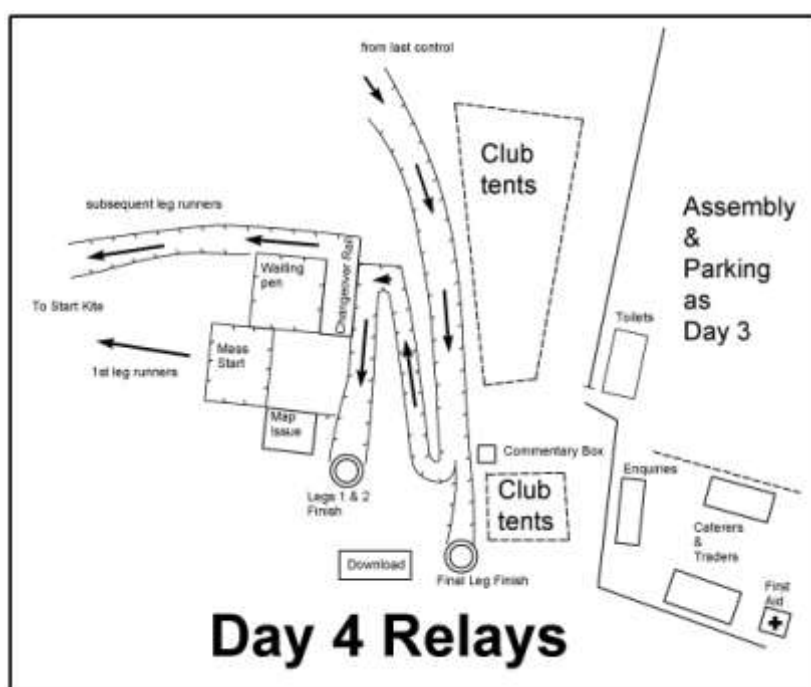 from last control
Club
tents
subsequent leg runners
Assembly
&
Parking
as
Day 3
Changeover Rail
Waiting
pen
To Start Kite
Toilets
Mass
Start
1st leg runners
Map
Issue
Commentary Box
Enquiries
Legs 1 & 2
Finish
Club
tents
Caterers
&
Traders
Download
Final Leg Finish
First
Aid
Day 4 Relays